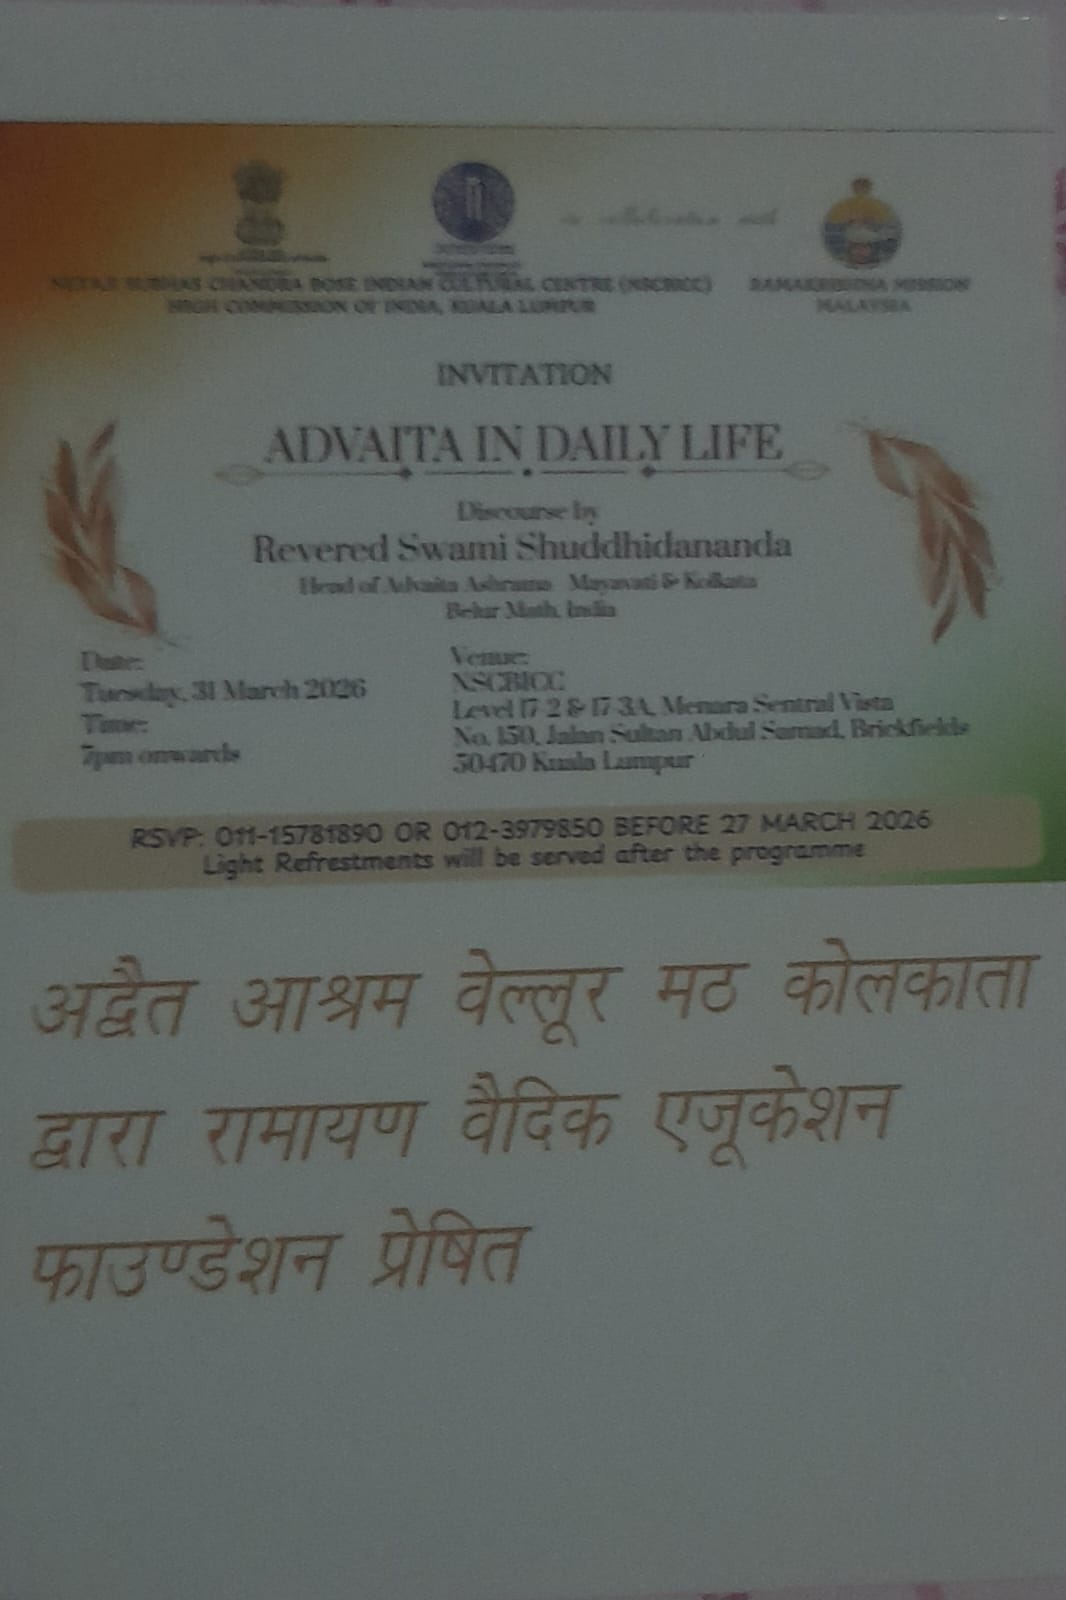 in collaboration with
NETAJI SUBHAS CHANDRA BOSE INDIAN CULTURAL CENTRE (NSCBICC)
HIGH COMMISSION OF INDIA, KUALA LUMPUR
RAMAKRISHNA MISSION
MALAYSIA
INVITATION
ADVAITA IN DAILY LIFE
Discourse by
Revered Swami Shuddhidananda
Head of Advaita Ashrama Mayavati & Kolkata
Belur Math, India
Date:
Tuesday, 31 March 2026
Time:
7pm onwards
Venue:
NSCBICC
Level 17-2 & 17-3A, Menara Sentral Vista
No. 150, Jalan Sultan Abdul Samad, Brickfields
50470 Kuala Lumpur
RSVP: 011-15781890 OR 012-3979850 BEFORE 27 MARCH 2026
Light Refrestments will be served after the programme
अद्वैत आश्रम वेल्लूर मठ कोलकाता
द्वारा रामायण वैदिक एजूकेशन
फाउण्डेशन प्रेषित